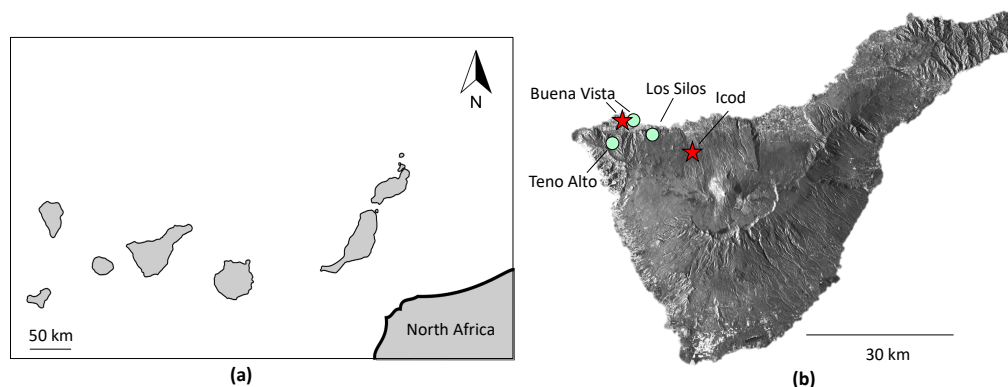 N
50 km
North Africa
(a)
Buena Vista
Los Silos
Icod
Teno Alto
30 km
(b)